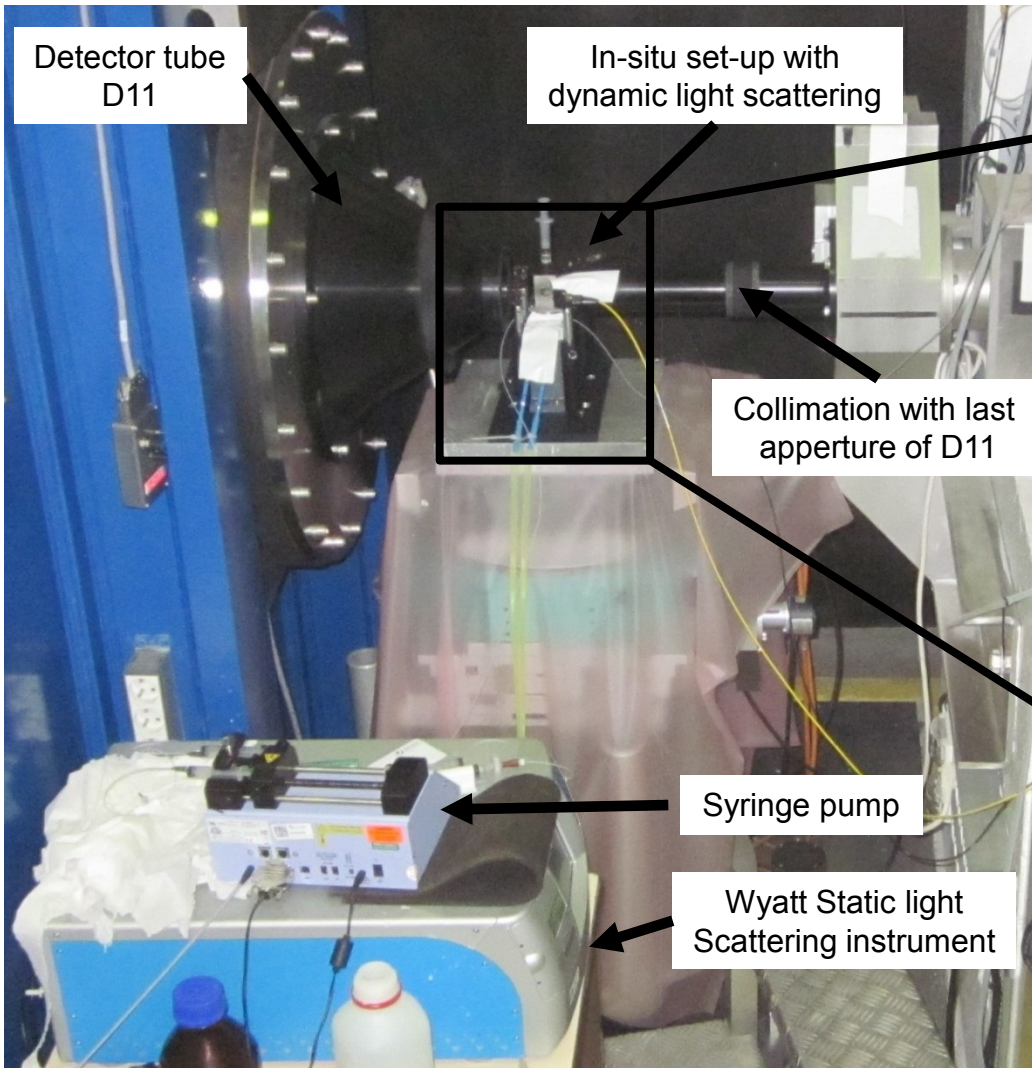 Detector tube
D11
In-situ set-up with
dynamic light scattering
Collimation with last
apperture of D11
Syringe pump
Wyatt Static light
Scattering instrument